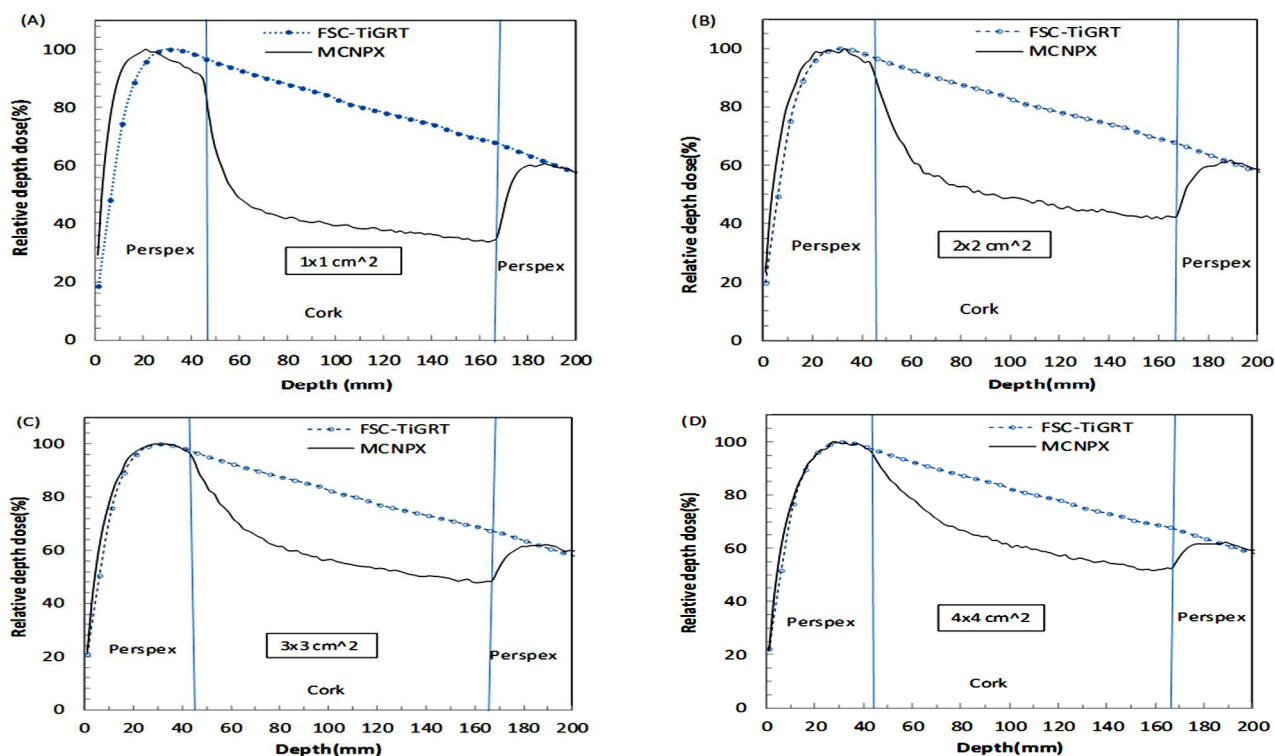 (A)
FSC-TiGRT
MCNPX
Relative depth dose(%)
100
80
60
40
20
0
Perspex
1x1 cm^2
Perspex
Cork
0 20 40 60 80 100 120 140 160 180 200
Depth (mm)
(B)
FSC-TiGRT
MCNPX
Relative depth dose(%)
100
80
60
40
20
0
Perspex
2x2 cm^2
Perspex
Cork
0 20 40 60 80 100 120 140 160 180 200
Depth(mm)
(C)
FSC-TiGRT
MCNPX
Relative depth dose(%)
100
80
60
40
20
0
Perspex
3x3 cm^2
Perspex
Cork
0 20 40 60 80 100 120 140 160 180 200
Depth(mm)
(D)
FSC-TiGRT
MCNPX
Relative depth dose(%)
100
80
60
40
20
0
Perspex
4x4 cm^2
Perspex
Cork
0 20 40 60 80 100 120 140 160 180 200
Depth(mm)